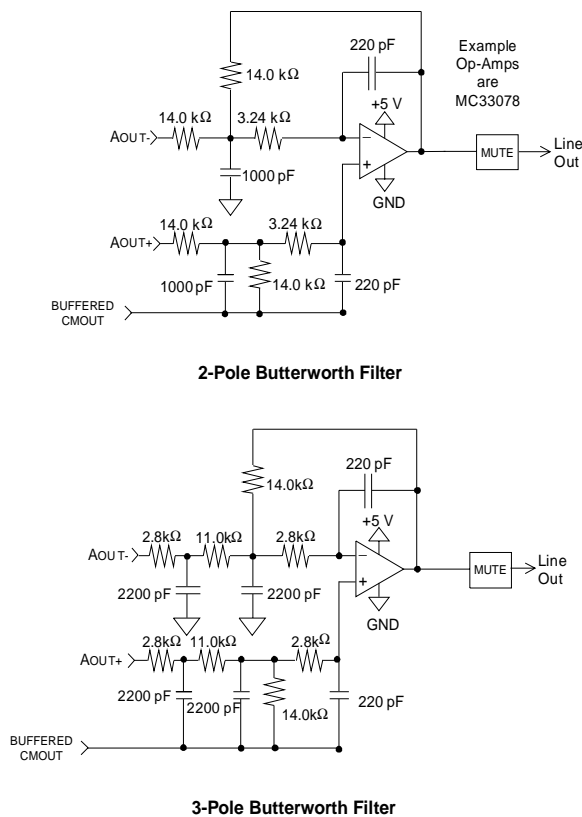 220 pF
Example
Op-Amps
are
MC33078
14.0 kΩ
+5 V
14.0 kΩ
3.24 kΩ
AOUT-
−
+
MUTE
Line
Out
1000 pF
GND
14.0 kΩ
3.24 kΩ
AOUT+
1000 pF
14.0 kΩ
220 pF
BUFFERED
CMOUT
2-Pole Butterworth Filter
220 pF
14.0kΩ
+5 V
2.8kΩ
11.0kΩ
2.8kΩ
AOUT-
−
+
MUTE
Line
Out
2200 pF
2200 pF
GND
2.8kΩ
11.0kΩ
2.8kΩ
AOUT+
2200 pF
2200 pF
14.0kΩ
220 pF
BUFFERED
CMOUT
3-Pole Butterworth Filter